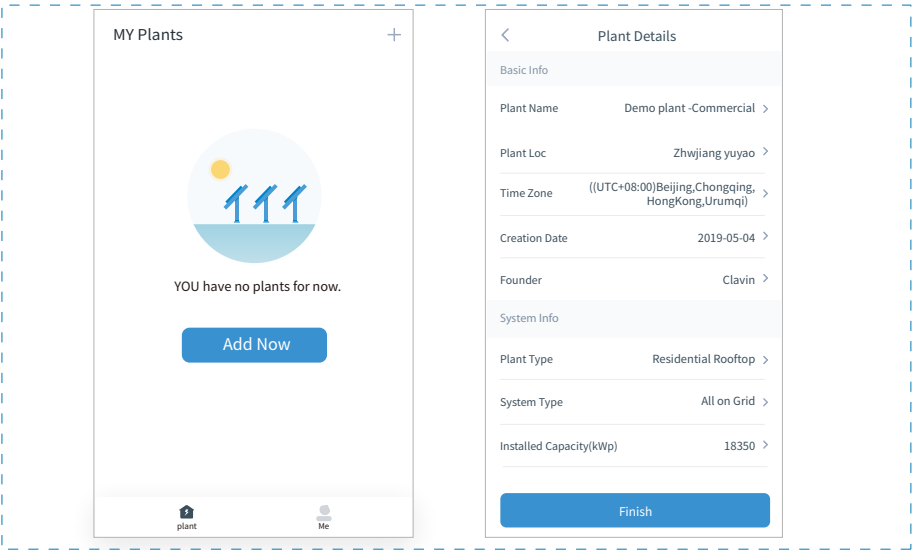 MY Plants
YOU have no plants for now.
Add Now
plant
Me
Plant Details
Basic Info
Plant Name
Demo plant -Commercial
Plant Loc
Zhwjiang yuyao
Time Zone
((UTC+08:00)Beijing,Chongqing,
HongKong,Urumqi)
Creation Date
2019-05-04
Founder
Clavin
System Info
Plant Type
Residential Rooftop
System Type
All on Grid
Installed Capacity(kWp)
18350
Finish